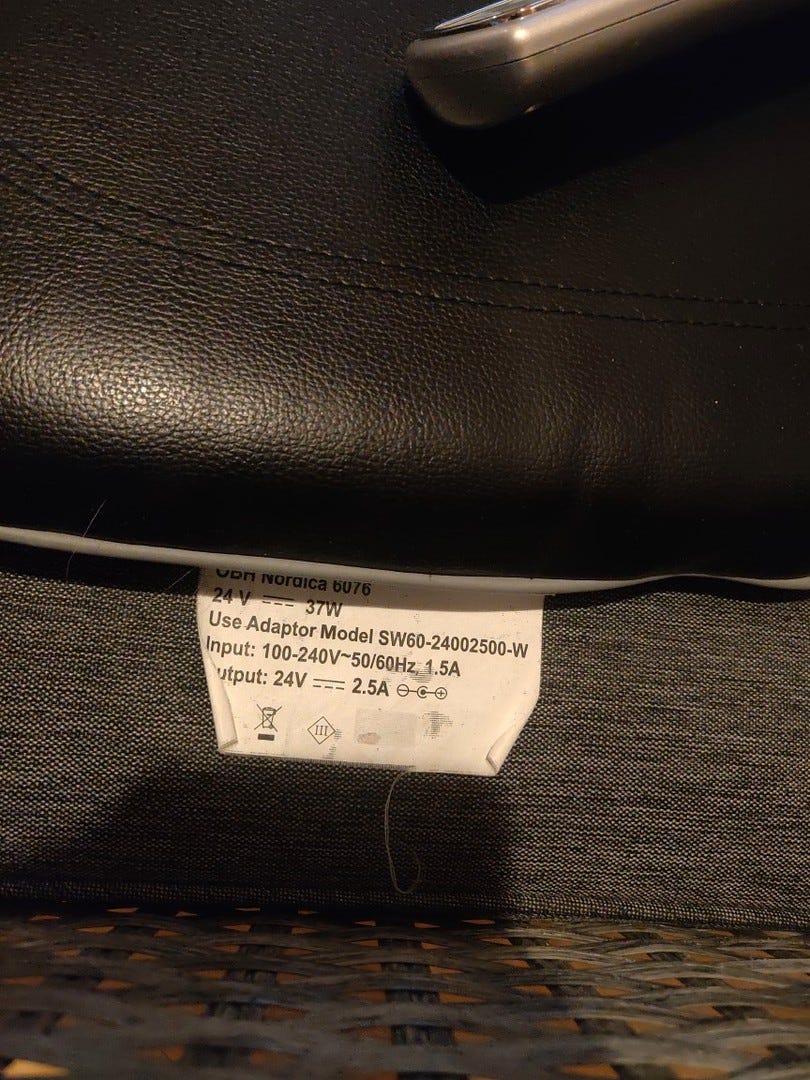 OBH Nordica 6076
24 V ⎓ 37W
Use Adaptor Model SW60-24002500-W
Input: 100-240V~50/60Hz, 1.5A
utput: 24V ⎓ 2.5A
III